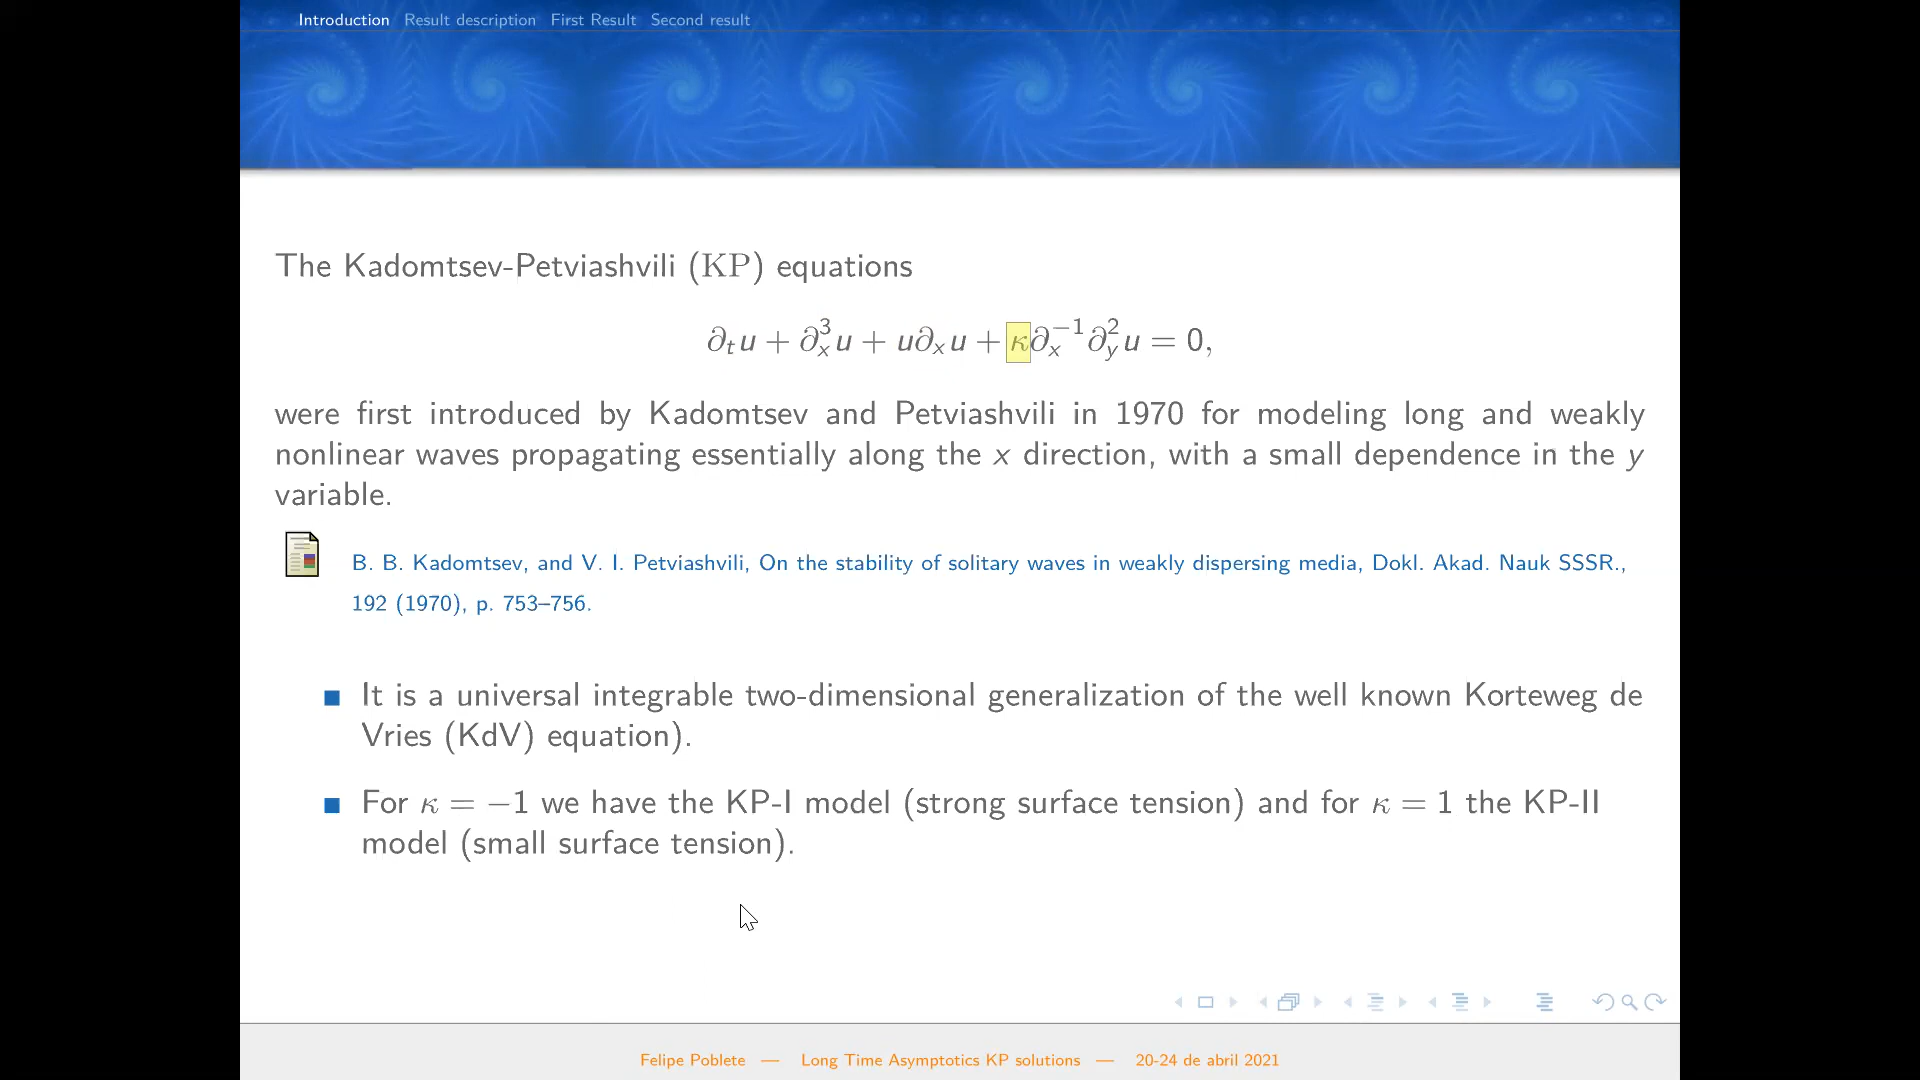 Introduction Result description First Result Second result
The Kadomtsev-Petviashvili (KP) equations
∂ₜu + ∂ₓ³u + u∂ₓu + κ∂ₓ⁻¹∂_y²u = 0,
were first introduced by Kadomtsev and Petviashvili in 1970 for modeling long and weakly
nonlinear waves propagating essentially along the x direction, with a small dependence in the y
variable.
B. B. Kadomtsev, and V. I. Petviashvili, On the stability of solitary waves in weakly dispersing media, Dokl. Akad. Nauk SSSR.,
192 (1970), p. 753–756.
It is a universal integrable two-dimensional generalization of the well known Korteweg de
Vries (KdV) equation).
For κ = −1 we have the KP-I model (strong surface tension) and for κ = 1 the KP-II
model (small surface tension).
Felipe Poblete — Long Time Asymptotics KP solutions — 20-24 de abril 2021